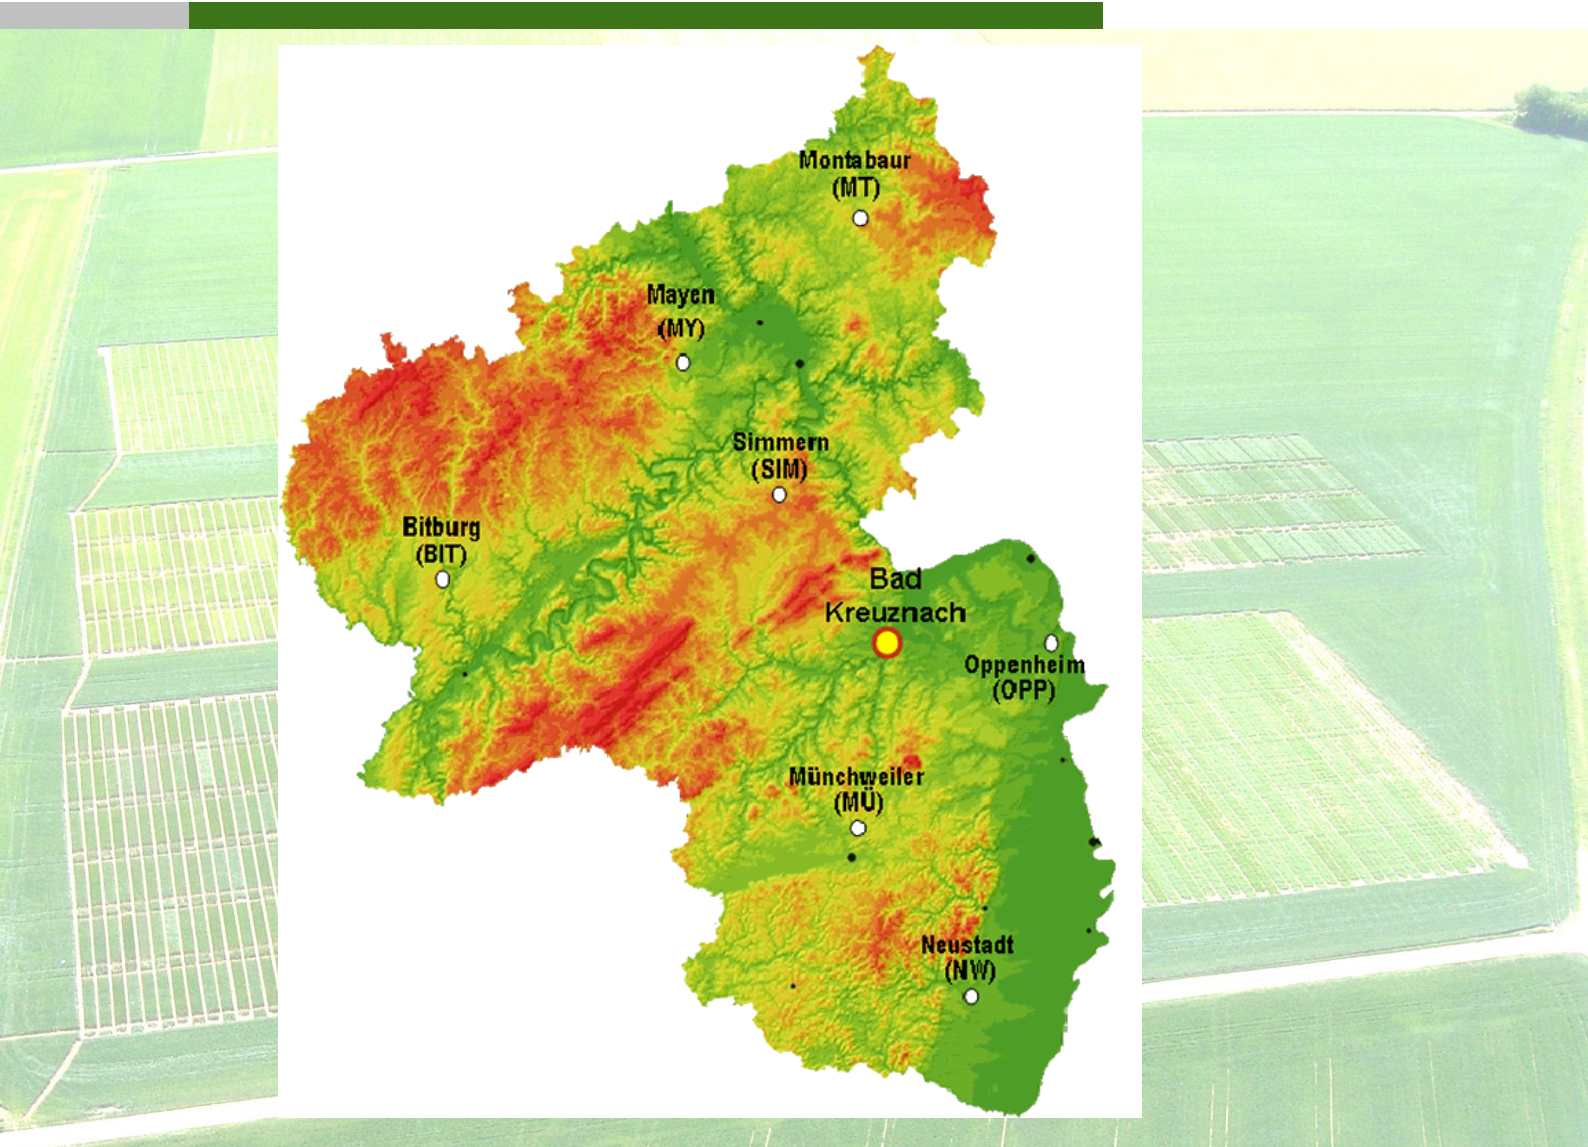 Montabaur
(MT)
Mayen
(MY)
Simmern
(SIM)
Bitburg
(BIT)
Bad
Kreuznach
Oppenheim
(OPP)
Münchweiler
(MÜ)
Neustadt
(NW)